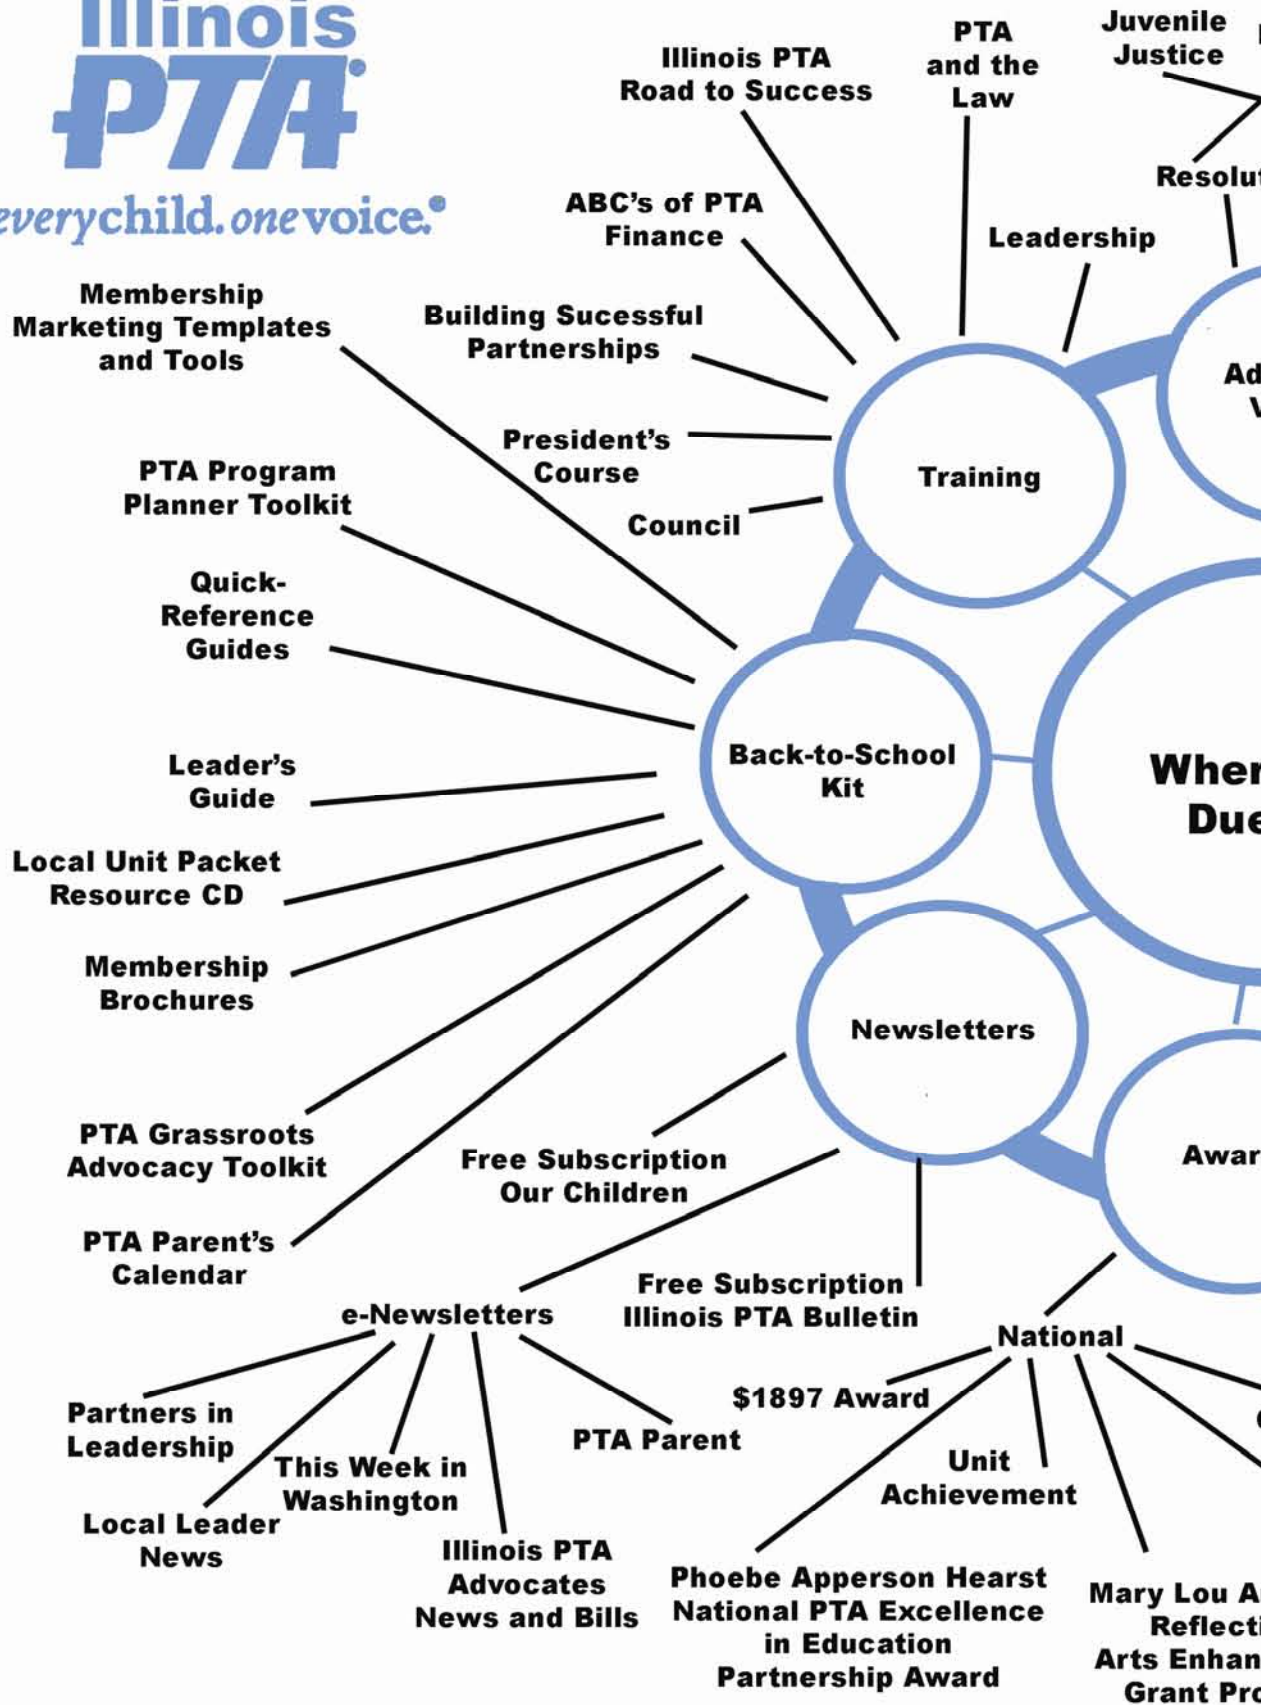 Illinois
PTA
everychild.onevoice.®
Illinois PTA
Road to Success
PTA
and the
Law
Juvenile
Justice
ABC's of PTA
Finance
Leadership
Membership
Marketing Templates
and Tools
Building Sucessful
Partnerships
President's
Course
Council
Training
PTA Program
Planner Toolkit
Quick-
Reference
Guides
Back-to-School
Kit
Leader's
Guide
Local Unit Packet
Resource CD
Membership
Brochures
Newsletters
PTA Grassroots
Advocacy Toolkit
Free Subscription
Our Children
PTA Parent's
Calendar
Free Subscription
Illinois PTA Bulletin
e-Newsletters
National
$1897 Award
Partners in
Leadership
PTA Parent
This Week in
Washington
Unit
Achievement
Local Leader
News
Illinois PTA
Advocates
News and Bills
Phoebe Apperson Hearst
National PTA Excellence
in Education
Partnership Award
Mary Lou
Arts
Grant